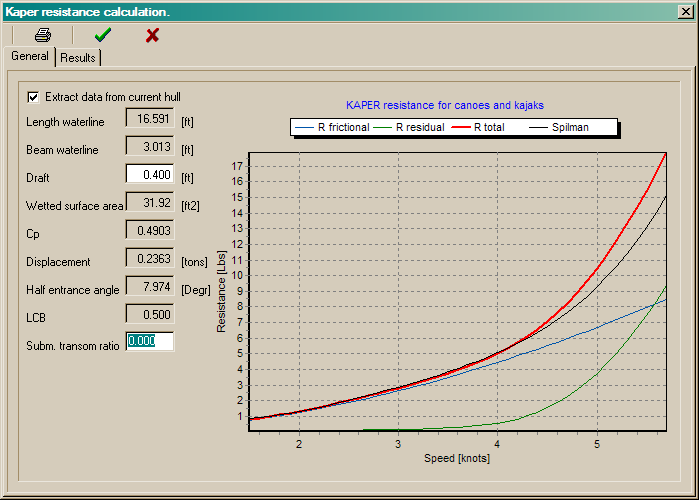 Kaper resistance calculation.
General
Results
Extract data from current hull
Length waterline 16.591 [ft]
Beam waterline 3.013 [ft]
Draft 0.400 [ft]
Wetted surface area 31.92 [ft2]
Cp 0.4903
Displacement 0.2363 [tons]
Half entrance angle 7.974 [Degr]
LCB 0.500
Subm. transom ratio 0.000
KAPER resistance for canoes and kajaks
R frictional R residual R total Spilman
Resistance [Lbs]
17
16
15
14
13
12
11
10
9
8
7
6
5
4
3
2
1
2 3 4 5
Speed [knots]